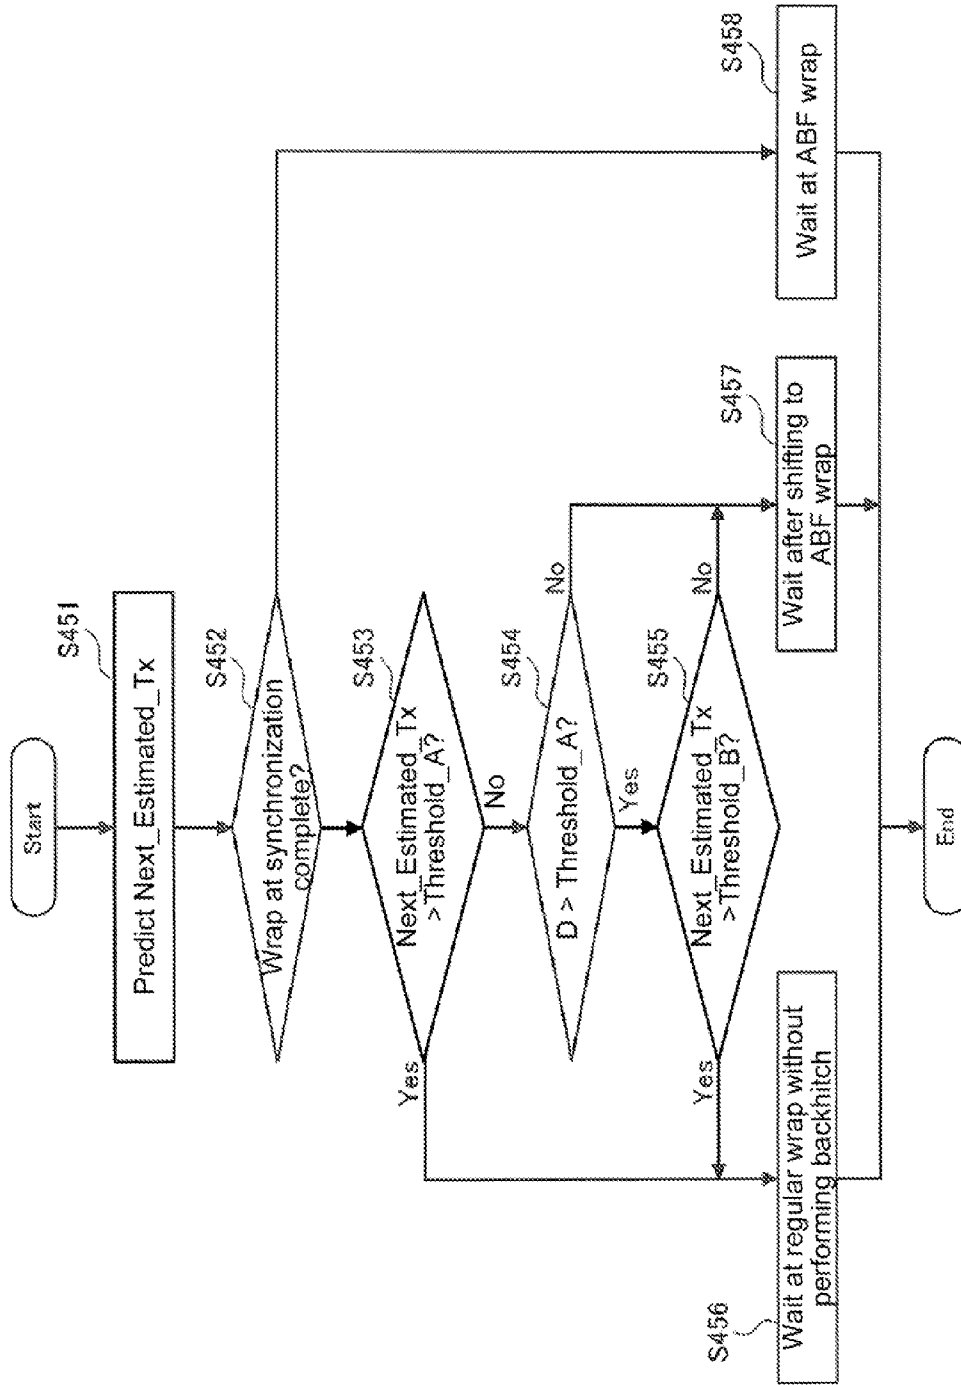 Start
S451
Predict Next_Estimated_Tx
S452
Wrap at synchronization
complete?
S453
Next_Estimated_Tx
>Threshold_A?
Yes
No
S454
D > Threshold_A?
No
Yes
S455
Next_Estimated_Tx
>Threshold_B?
Yes
No
S456
Wait at regular wrap without
performing backhitch
S457
Wait after shifting to
ABF wrap
S458
Wait at ABF wrap
End